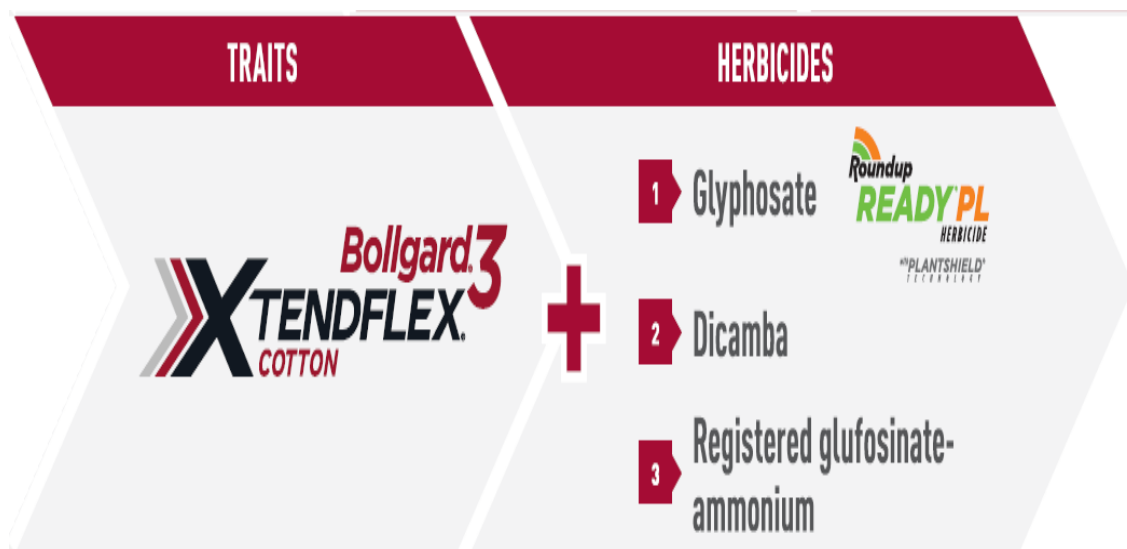 TRAITS
HERBICIDES
Bollgard® 3
XTENDFLEX®
COTTON
+
1 Glyphosate
Roundup
READY® PL
HERBICIDE
WITH PLANTSHIELD®
TECHNOLOGY
2 Dicamba
3 Registered glufosinate-
ammonium